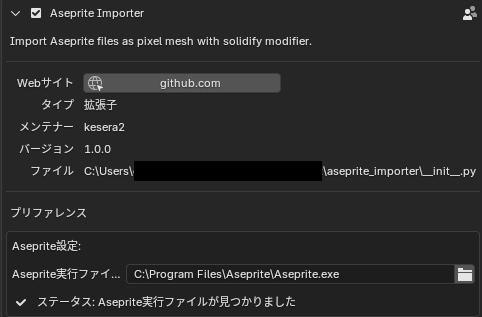 Aseprite Importer
Import Aseprite files as pixel mesh with solidify modifier.
Webサイト github.com
タイプ 拡張子
メンテナー kesera2
バージョン 1.0.0
ファイル C:\Users\ \aseprite_importer\__init__.py
プリファレンス
Aseprite設定:
Aseprite実行ファイ... C:\Program Files\Aseprite\Aseprite.exe
ステータス: Aseprite実行ファイルが見つかりました